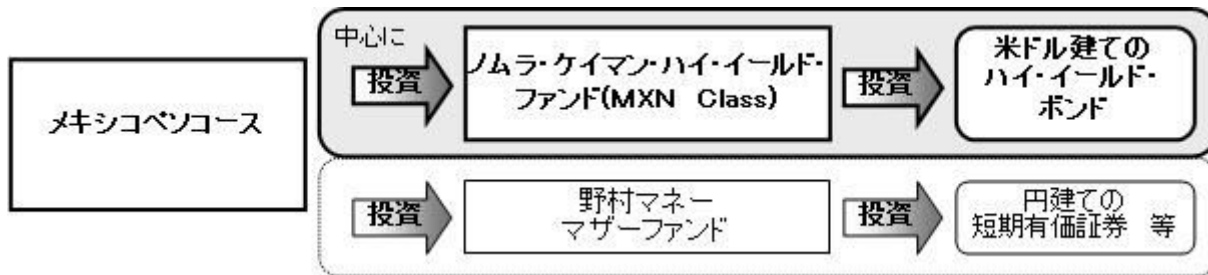 メキシコペソコース
中心に
投資
ノムラ・ケイマン・ハイ・イールド・
ファンド(MXN Class)
投資
米ドル建ての
ハイ・イールド・
ボンド
投資
野村マネー
マザーファンド
投資
円建ての
短期有価証券 等